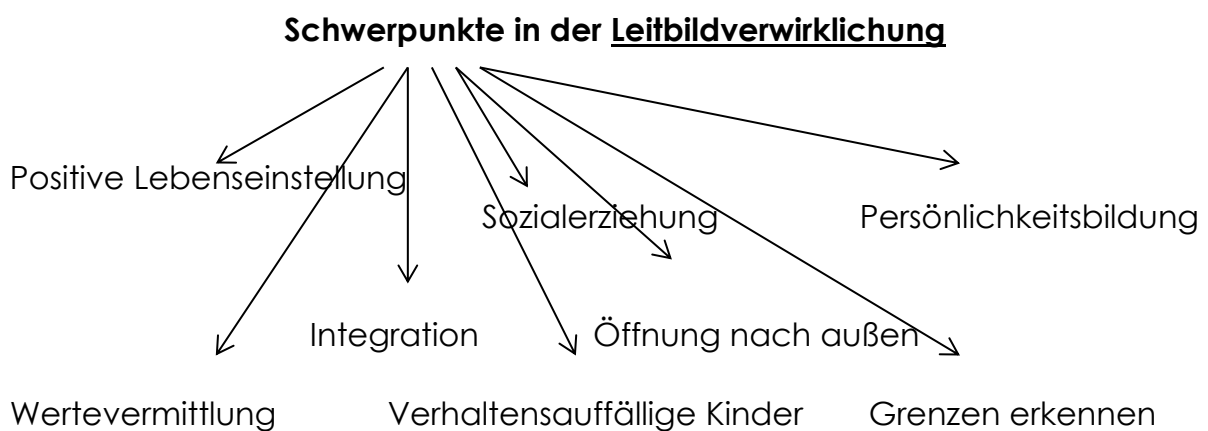 Schwerpunkte in der Leitbildverwirklichung
Positive Lebenseinstellung
Sozialerziehung Persönlichkeitsbildung
Integration Öffnung nach außen
Wertevermittlung Verhaltensauffällige Kinder Grenzen erkennen